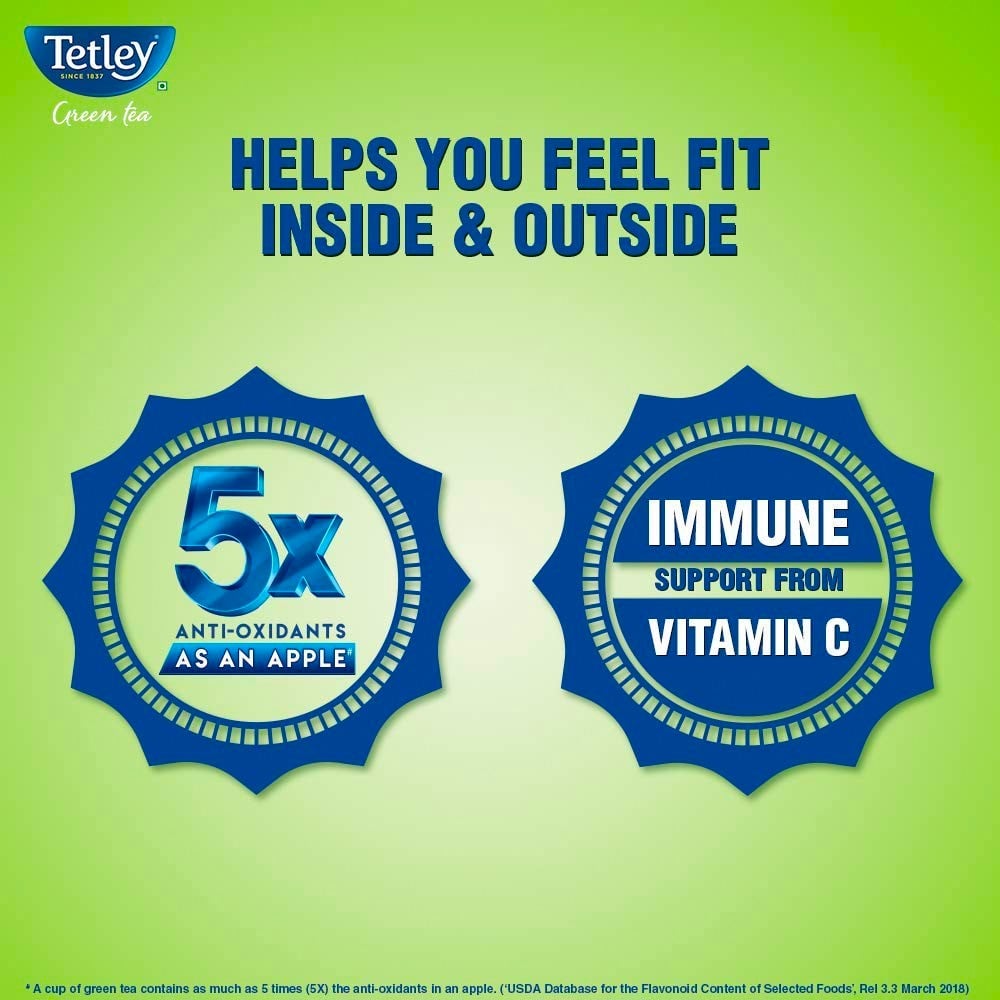 Tetley®
SINCE 1837
Green tea
HELPS YOU FEEL FIT
INSIDE & OUTSIDE
5x
ANTI-OXIDANTS
AS AN APPLE#
IMMUNE
SUPPORT FROM
VITAMIN C
# A cup of green tea contains as much as 5 times (5X) the anti-oxidants in an apple. ('USDA Database for the Flavonoid Content of Selected Foods', Rel 3.3 March 2018)